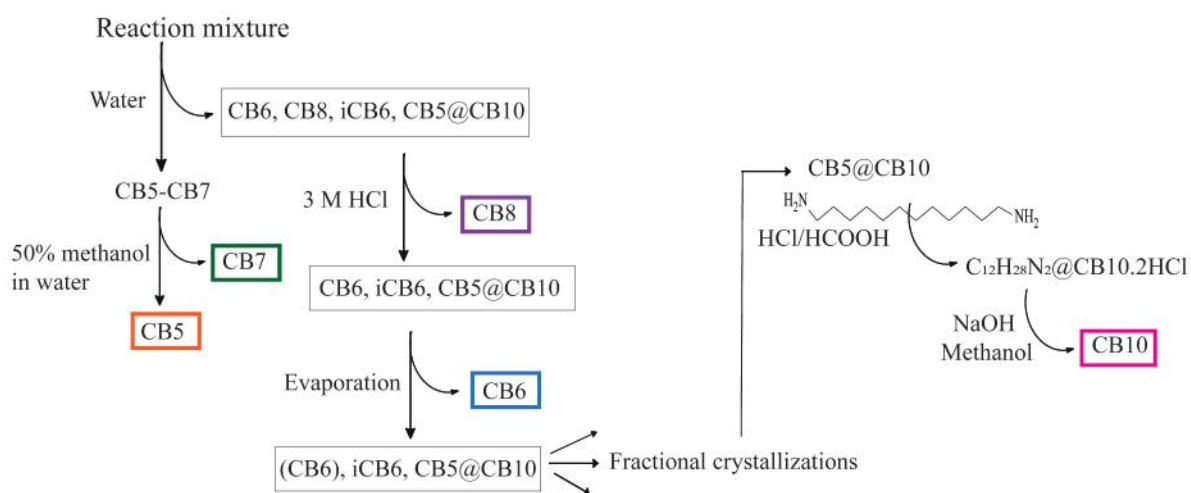 Reaction mixture
Water
CB6, CB8, iCB6, CB5@CB10
CB5-CB7
3 M HCl
CB8
50% methanol
in water
CB7
CB5
CB6, iCB6, CB5@CB10
Evaporation
CB6
(CB6), iCB6, CB5@CB10
Fractional crystallizations
CB5@CB10
H₂N
NH₂
HCl/HCOOH
C₁₂H₂₈N₂@CB10.2HCl
NaOH
Methanol
CB10